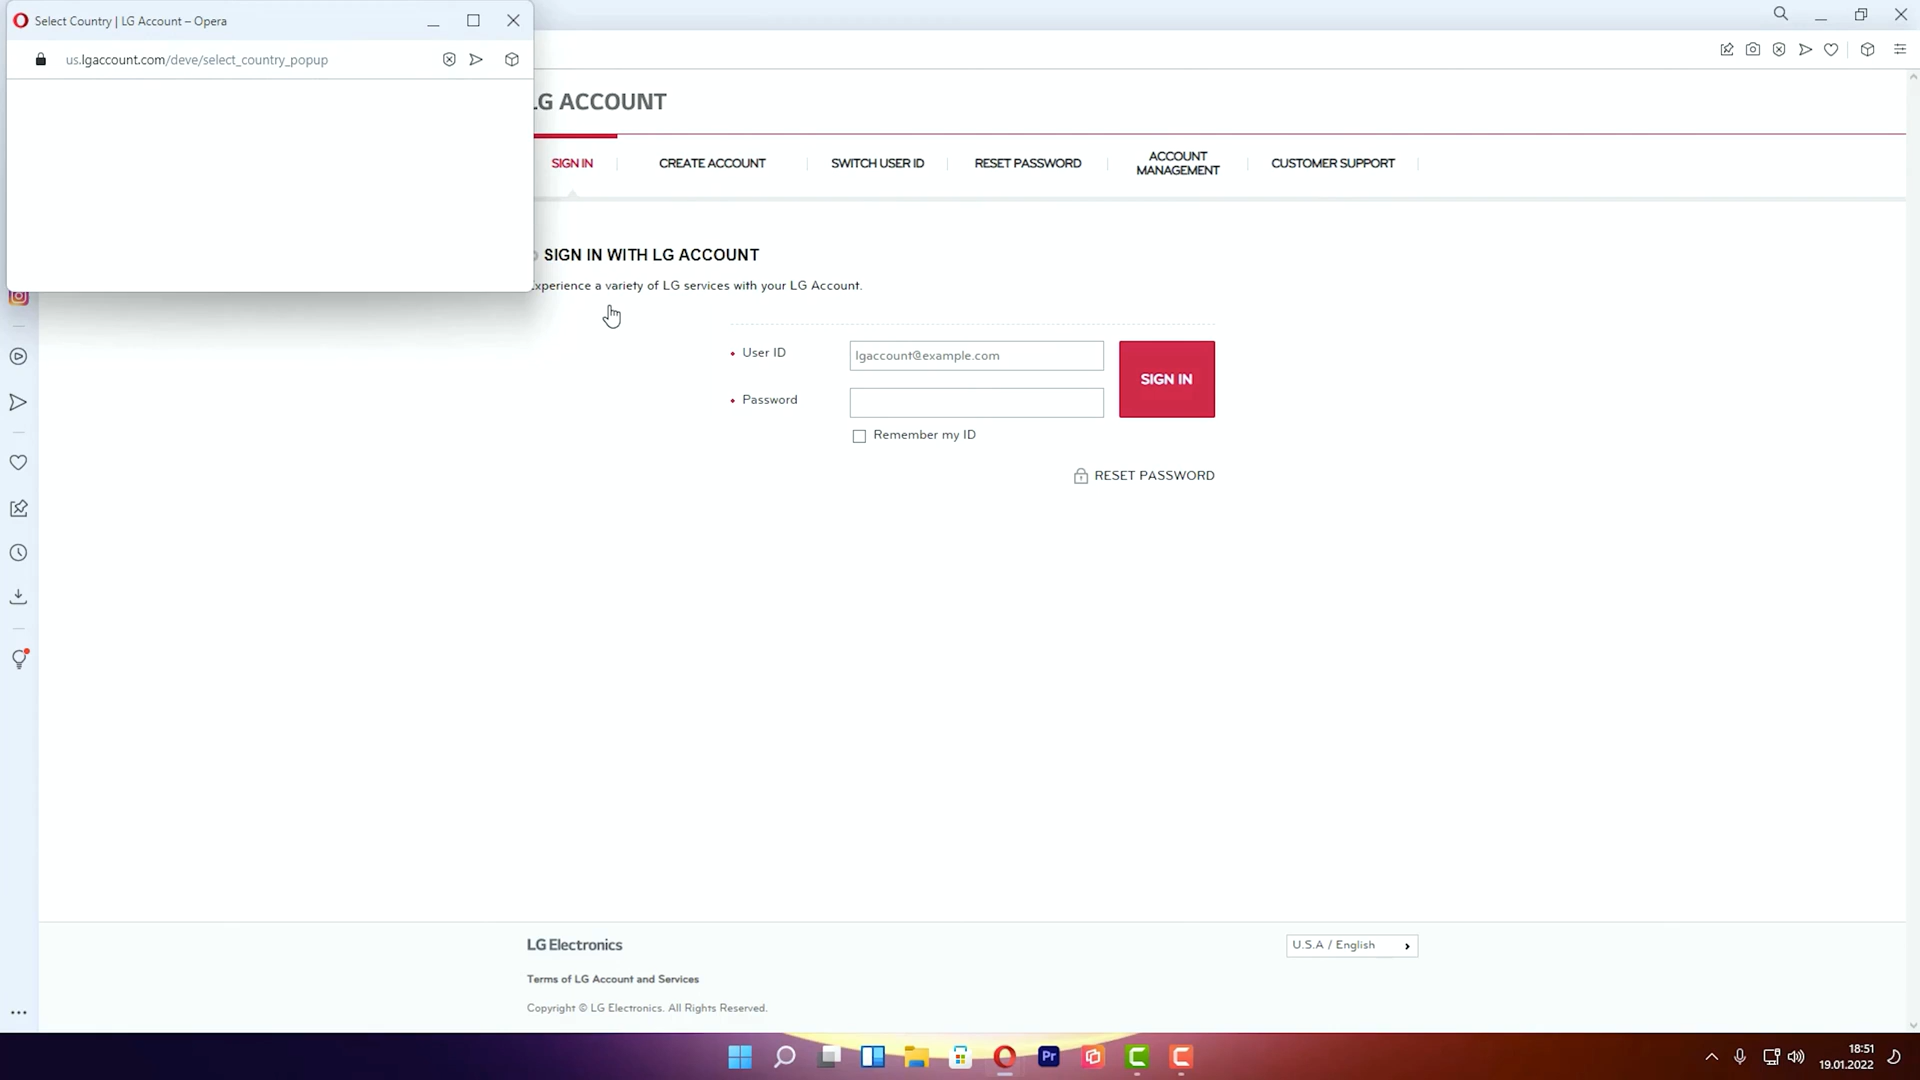 Select Country | LG Account – Opera
us.lgaccount.com/deve/select_country_popup
LG ACCOUNT
SIGN IN
CREATE ACCOUNT
SWITCH USER ID
RESET PASSWORD
ACCOUNT
MANAGEMENT
CUSTOMER SUPPORT
SIGN IN WITH LG ACCOUNT
xperience a variety of LG services with your LG Account.
User ID
lgaccount@example.com
Password
SIGN IN
Remember my ID
RESET PASSWORD
LG Electronics
U.S.A / English
Terms of LG Account and Services
Copyright © LG Electronics. All Rights Reserved.
Pr
18:51
19.01.2022